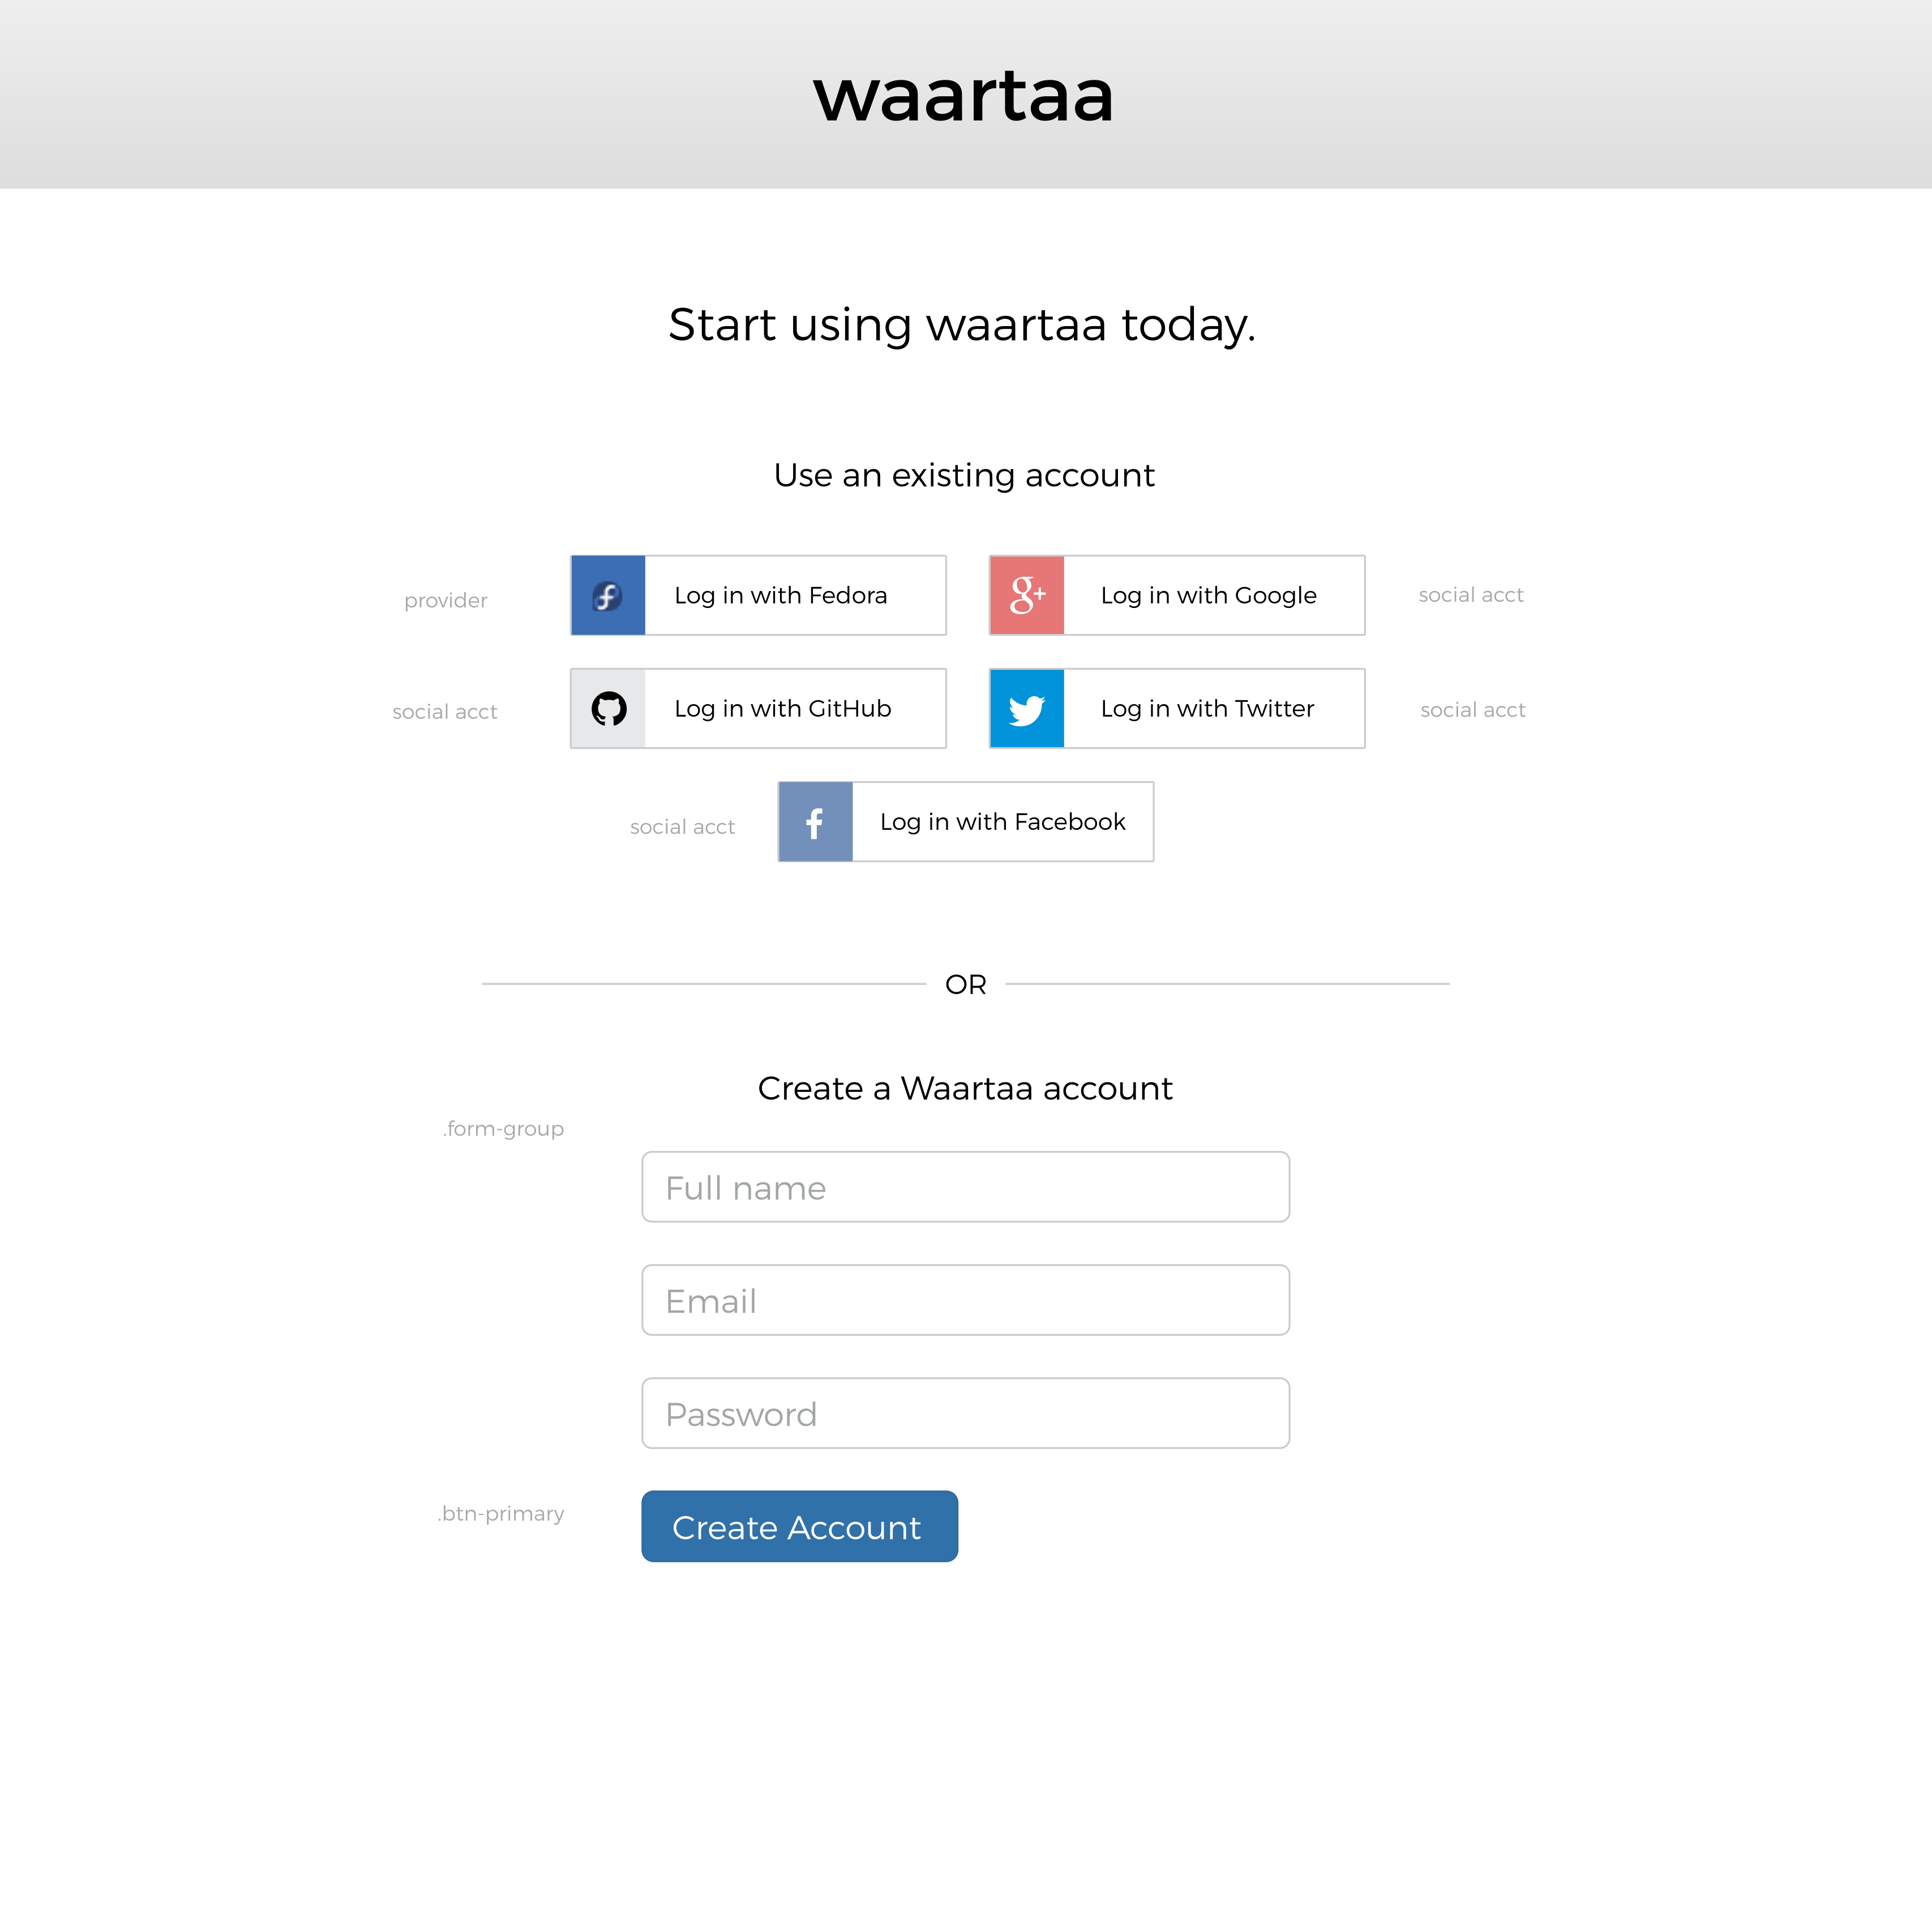 waartaa
Start using waartaa today.
Use an existing account
provider
Log in with Fedora
Log in with Google
social acct
social acct
Log in with GitHub
Log in with Twitter
social acct
social acct
Log in with Facebook
OR
Create a Waartaa account
.form-group
Full name
Email
Password
.btn-primary
Create Account